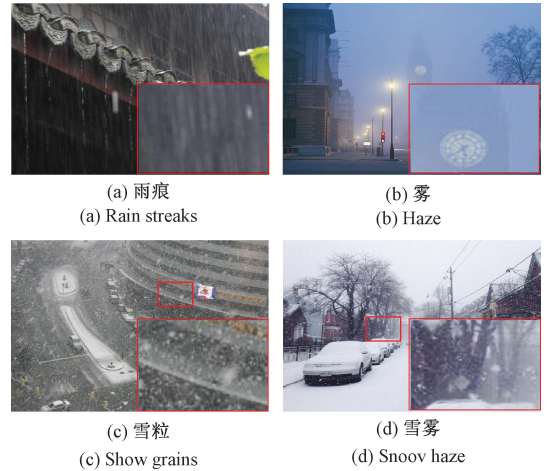 (a) 雨痕
(a) Rain streaks
(b) 雾
(b) Haze
(c) 雪粒
(c) Show grains
(d) 雪雾
(d) Snoov haze